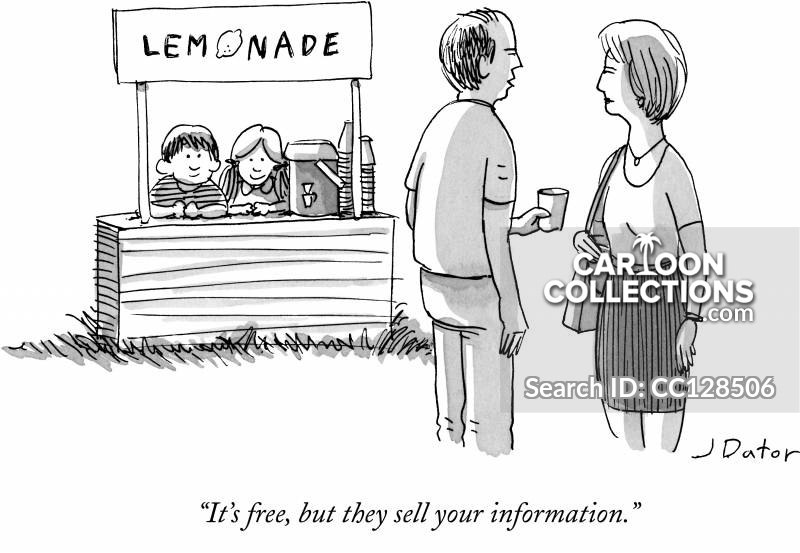 LEMONADE
CARTOON
COLLECTIONS
.com
Search ID: CC128506
J Dator
“It’s free, but they sell your information.”